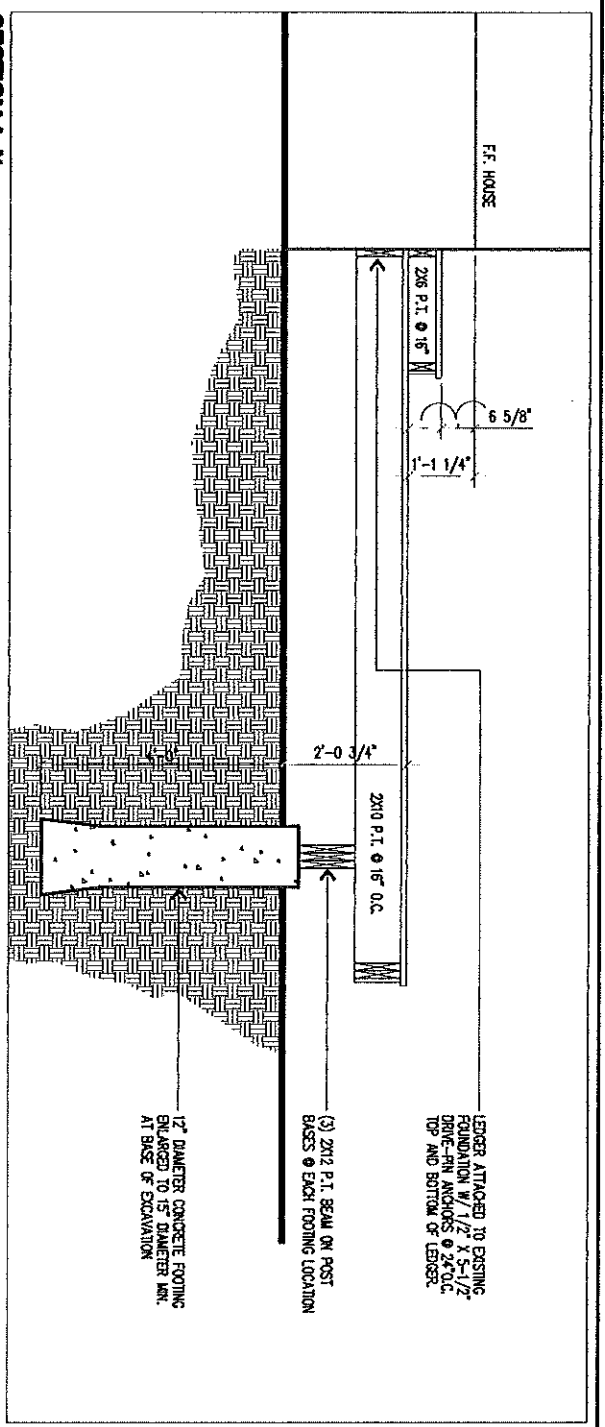 F.F. HOUSE
2X6 P.T. @ 16"
6 5/8"
1'-1 1/4"
2'-0 3/4"
4'-0"
2X10 P.T. @ 16" O.C.
LEDGER ATTACHED TO EXISTING
FOUNDATION W/ 1/2" X 5-1/2"
DRIVE-PIN ANCHORS @ 24"O.C.
TOP AND BOTTOM OF LEDGER.
(3) 2X12 P.T. BEAM ON POST
BASES @ EACH FOOTING LOCATION
12" DIAMETER CONCRETE FOOTING
ENLARGED TO 15" DIAMETER MIN.
AT BASE OF EXCAVATION